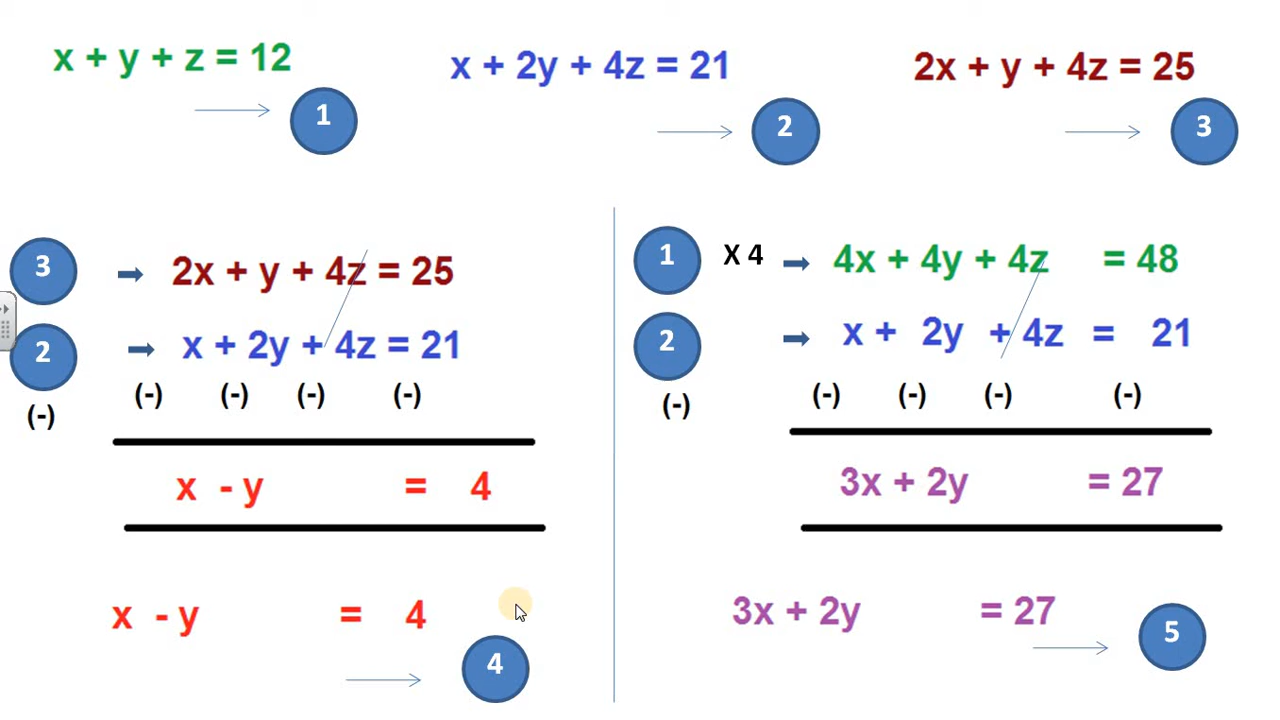 x + y + z = 12
1
x + 2y + 4z = 21
2
2x + y + 4z = 25
3
3 ➡ 2x + y + 4z = 25
2 ➡ x + 2y + 4z = 21
(-) (-) (-) (-) (-)
x - y = 4
x - y = 4
4
1 X 4 ➡ 4x + 4y + 4z = 48
2 ➡ x + 2y + 4z = 21
(-) (-) (-) (-) (-)
3x + 2y = 27
3x + 2y = 27
5